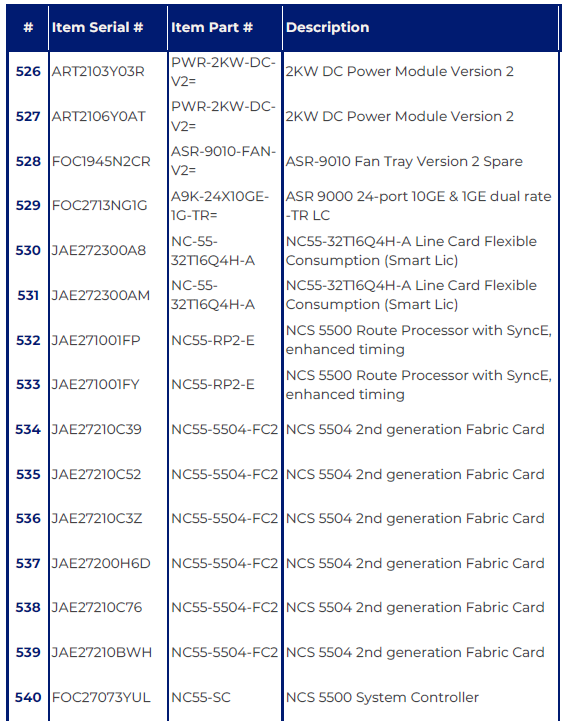 # Item Serial # Item Part # Description
526 ART2103Y03R PWR-2KW-DC-
V2= 2KW DC Power Module Version 2
527 ART2106Y0AT PWR-2KW-DC-
V2= 2KW DC Power Module Version 2
528 FOC1945N2CR ASR-9010-FAN-
V2= ASR-9010 Fan Tray Version 2 Spare
529 FOC2713NG1G A9K-24X10GE-
1G-TR= ASR 9000 24-port 10GE & 1GE dual rate
-TR LC
530 JAE272300A8 NC-55-
32T16Q4H-A NC55-32T16Q4H-A Line Card Flexible
Consumption (Smart Lic)
531 JAE272300AM NC-55-
32T16Q4H-A NC55-32T16Q4H-A Line Card Flexible
Consumption (Smart Lic)
532 JAE271001FP NC55-RP2-E NCS 5500 Route Processor with SyncE,
enhanced timing
533 JAE271001FY NC55-RP2-E NCS 5500 Route Processor with SyncE,
enhanced timing
534 JAE27210C39 NC55-5504-FC2 NCS 5504 2nd generation Fabric Card
535 JAE27210C52 NC55-5504-FC2 NCS 5504 2nd generation Fabric Card
536 JAE27210C3Z NC55-5504-FC2 NCS 5504 2nd generation Fabric Card
537 JAE27200H6D NC55-5504-FC2 NCS 5504 2nd generation Fabric Card
538 JAE27210C76 NC55-5504-FC2 NCS 5504 2nd generation Fabric Card
539 JAE27210BWH NC55-5504-FC2 NCS 5504 2nd generation Fabric Card
540 FOC27073YUL NC55-SC NCS 5500 System Controller